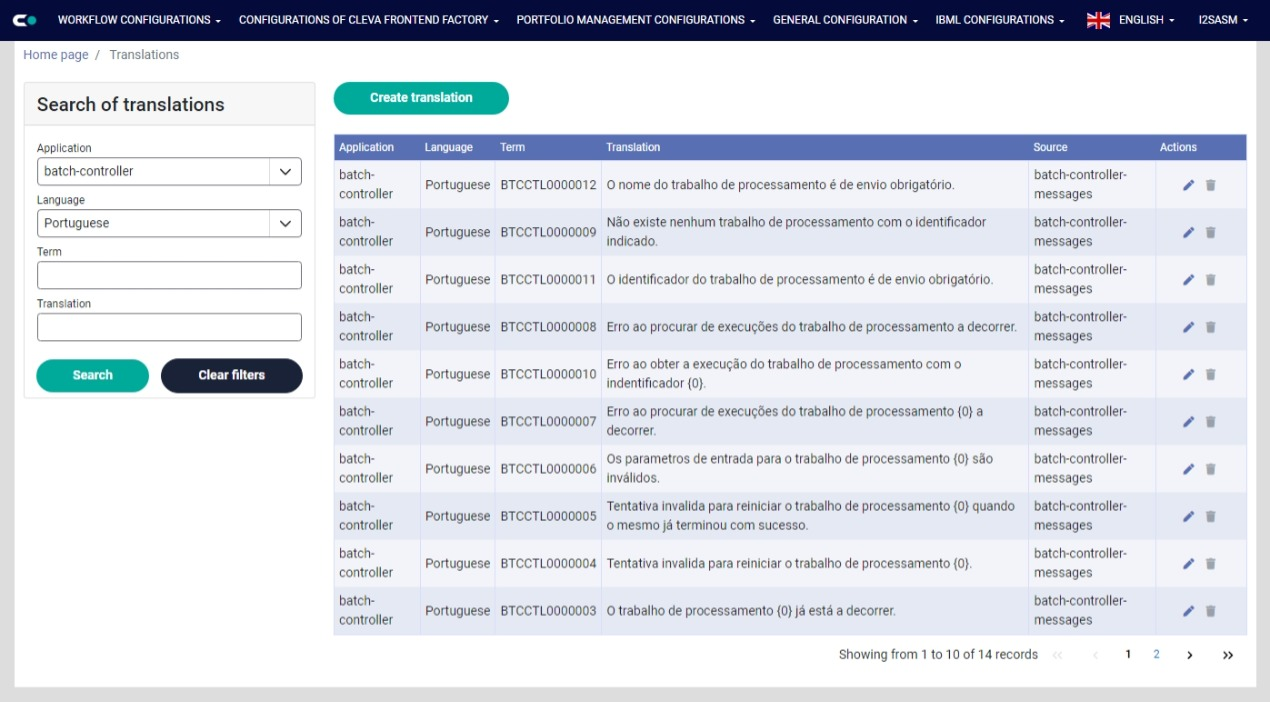 WORKFLOW CONFIGURATIONS CONFIGURATIONS OF CLEVA FRONTEND FACTORY PORTFOLIO MANAGEMENT CONFIGURATIONS GENERAL CONFIGURATION IBML CONFIGURATIONS ENGLISH I2SASM
Home page / Translations
Search of translations
Application
batch-controller
Language
Portuguese
Term
Translation
Search Clear filters
Create translation
Application Language Term Translation Source Actions
batch-
controller
Portuguese
BTCCTL0000012
O nome do trabalho de processamento é de envio obrigatório.
batch-controller-
messages
batch-
controller
Portuguese
BTCCTL0000009
Não existe nenhum trabalho de processamento com o identificador
indicado.
batch-controller-
messages
batch-
controller
Portuguese
BTCCTL0000011
O identificador do trabalho de processamento é de envio obrigatório.
batch-controller-
messages
batch-
controller
Portuguese
BTCCTL0000008
Erro ao procurar de execuções do trabalho de processamento a decorrer.
batch-controller-
messages
batch-
controller
Portuguese
BTCCTL0000010
Erro ao obter a execução do trabalho de processamento com o
indentificador {0}.
batch-controller-
messages
batch-
controller
Portuguese
BTCCTL0000007
Erro ao procurar de execuções do trabalho de processamento {0} a
decorrer.
batch-controller-
messages
batch-
controller
Portuguese
BTCCTL0000006
Os parametros de entrada para o trabalho de processamento {0} são
inválidos.
batch-controller-
messages
batch-
controller
Portuguese
BTCCTL0000005
Tentativa invalida para reiniciar o trabalho de processamento {0} quando
o mesmo já terminou com sucesso.
batch-controller-
messages
batch-
controller
Portuguese
BTCCTL0000004
Tentativa invalida para reiniciar o trabalho de processamento {0}.
batch-controller-
messages
batch-
controller
Portuguese
BTCCTL0000003
O trabalho de processamento {0} já está a decorrer.
batch-controller-
messages
Showing from 1 to 10 of 14 records « ‹ 1 2 › »